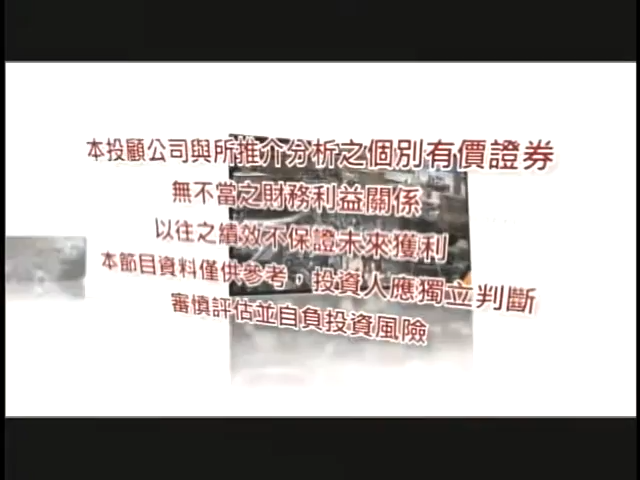 本投顧公司與所推介分析之個別有價證券
無不當之財務利益關係
以往之績效不保證未來獲利
本節目資料僅供參考，投資人應獨立判斷
審慎評估並自負投資風險